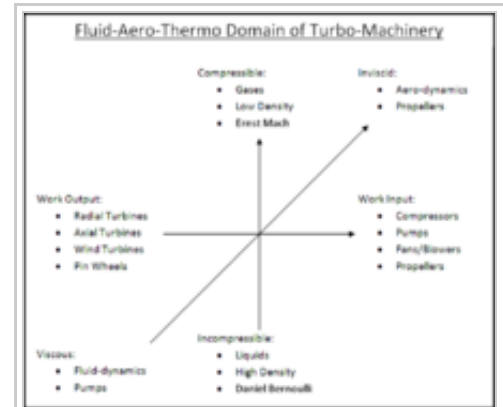 Fluid-Aero-Thermo Domain of Turbo-Machinery
Compressible:
• Gases
• Low Density
• Erest Mach
Inviscid:
• Aero-dynamics
• Propellers
Work Output:
• Radial Turbines
• Axial Turbines
• Wind Turbines
• Pin Wheels
Work Input:
• Compressors
• Pumps
• Fans/Blowers
• Propellers
Viscous:
• Fluid-dynamics
• Pumps
Incompressible:
• Liquids
• High Density
• Daniel Bernoulli